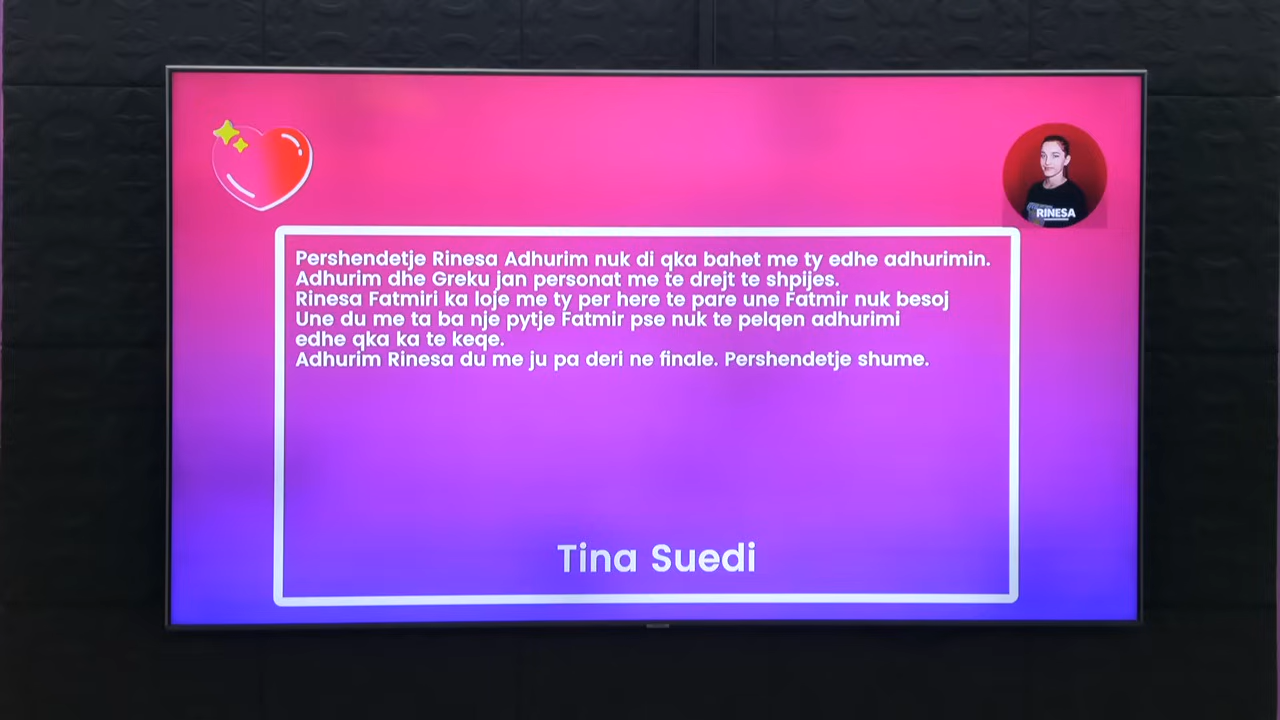 RINESA
Pershendetje Rinesa Adhurim nuk di qka bahet me ty edhe adhurimin.
Adhurim dhe Greku jan personat me te drejt te shpijes.
Rinesa Fatmiri ka loje me ty per here te pare une Fatmir nuk besoj
Une du me ta ba nje pytje Fatmir pse nuk te pelqen adhurimi
edhe qka ka te keqe.
Adhurim Rinesa du me ju pa deri ne finale. Pershendetje shume.
Tina Suedi